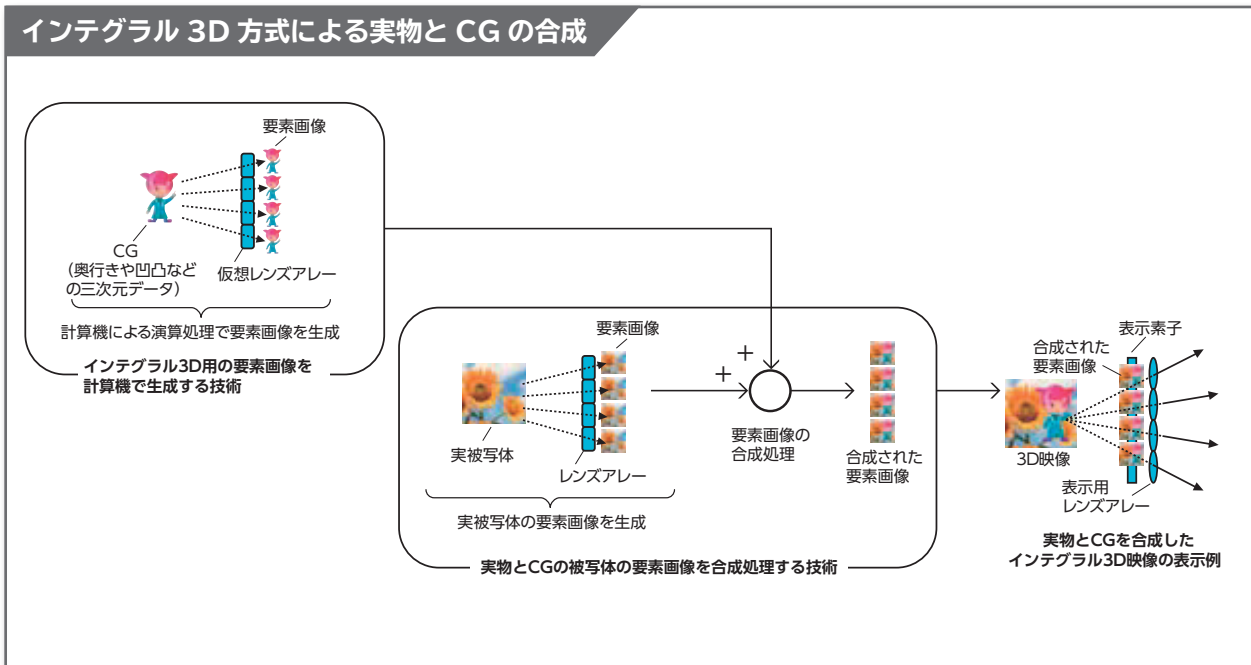 インテグラル 3D 方式による実物と CG の合成
要素画像
CG
(奥行きや凹凸など
の三次元データ)
仮想レンズアレー
計算機による演算処理で要素画像を生成
インテグラル3D用の要素画像を
計算機で生成する技術
要素画像
実被写体
レンズアレー
実被写体の要素画像を生成
+
+
要素画像の
合成処理
合成された
要素画像
実物とCGの被写体の要素画像を合成処理する技術
表示素子
合成された
要素画像
3D映像
表示用
レンズアレー
実物とCGを合成した
インテグラル3D映像の表示例